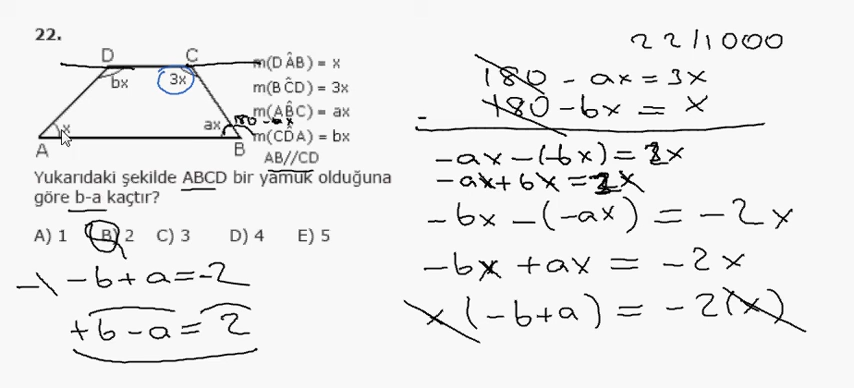 22.
22/1000
D C
bx 3x
x ax 180-ax
A B
m(DÂB) = x
m(BĈD) = 3x
m(AB̂C) = ax
m(CD̂A) = bx
AB//CD
Yukarıdaki şekilde ABCD bir yamuk olduğuna
göre b-a kaçtır?
A) 1 B) 2 C) 3 D) 4 E) 5
-\ -b+a=-2
+b-a=2
180 - ax = 3x
- 180 - bx = x
-ax-(-bx)=2x
-ax+bx=2x
-bx-(-ax)=-2x
-bx+ax=-2x
x(-b+a)=-2(x)